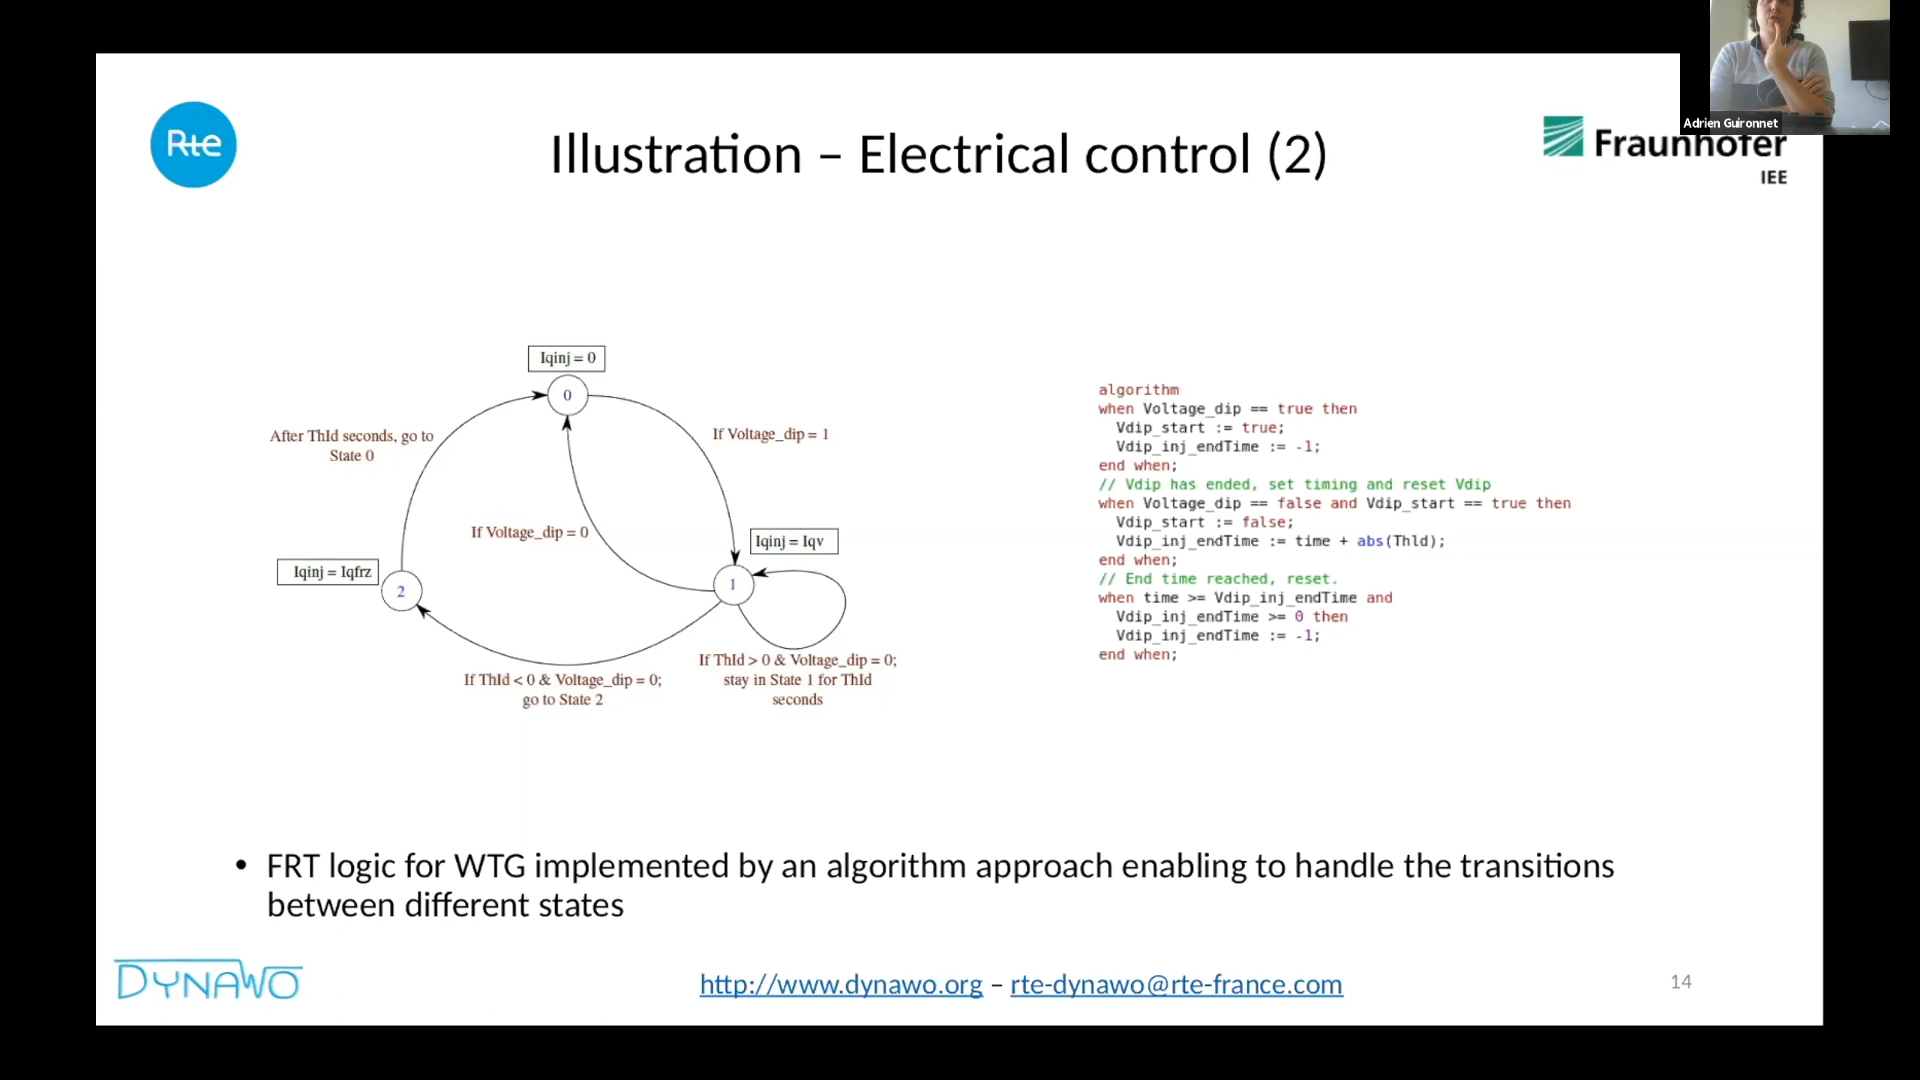 Adrien Guironnet
Rte
Illustration – Electrical control (2)
Fraunhofer
IEE
Iqinj = 0
0
After Thld seconds, go to
State 0
If Voltage_dip = 1
If Voltage_dip = 0
Iqinj = Iqv
Iqinj = Iqfrz
2
1
If Thld > 0 & Voltage_dip = 0;
stay in State 1 for Thld
seconds
If Thld < 0 & Voltage_dip = 0;
go to State 2
algorithm
when Voltage_dip == true then
Vdip_start := true;
Vdip_inj_endTime := -1;
end when;
// Vdip has ended, set timing and reset Vdip
when Voltage_dip == false and Vdip_start == true then
Vdip_start := false;
Vdip_inj_endTime := time + abs(Thld);
end when;
// End time reached, reset.
when time >= Vdip_inj_endTime and
Vdip_inj_endTime >= 0 then
Vdip_inj_endTime := -1;
end when;
• FRT logic for WTG implemented by an algorithm approach enabling to handle the transitions
between different states
DYNAWO
http://www.dynawo.org – rte-dynawo@rte-france.com
14